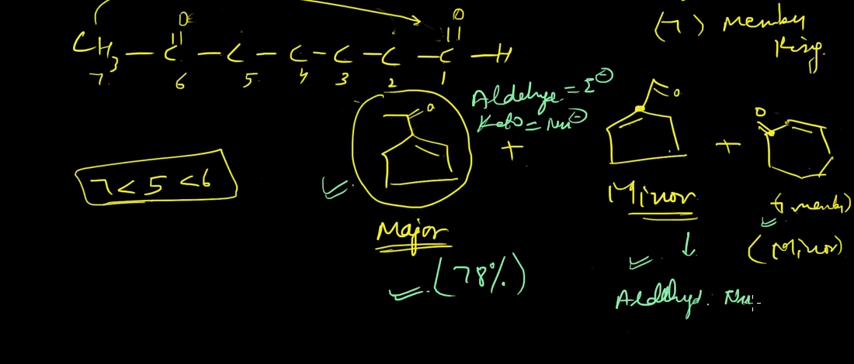 O O
CH₃ — C — C — C — C — C — C — H
7 6 5 4 3 2 1
(7) Member
Ring.
Aldehyde = E⊖
Keto = Nu⊖
O + O + O
7 < 5 < 6
Major
(78%)
Minor
(Minor)
Aldehyd. Nu-